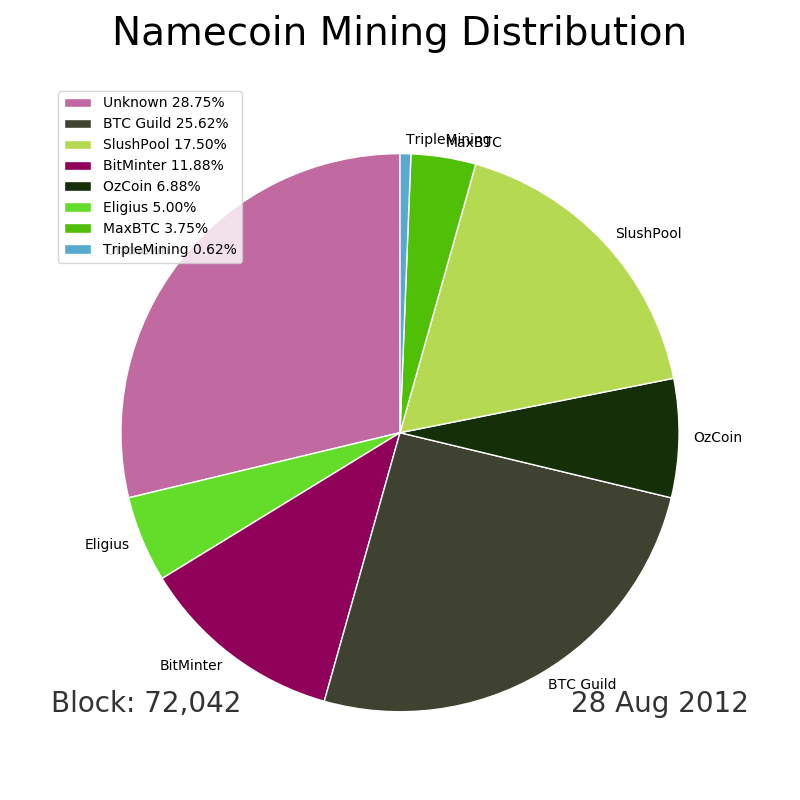 Namecoin Mining Distribution
Unknown 28.75%
BTC Guild 25.62%
SlushPool 17.50%
BitMinter 11.88%
OzCoin 6.88%
Eligius 5.00%
MaxBTC 3.75%
TripleMining 0.62%
TripleMining
MaxBTC
SlushPool
OzCoin
Eligius
BitMinter
BTC Guild
Block: 72,042
28 Aug 2012